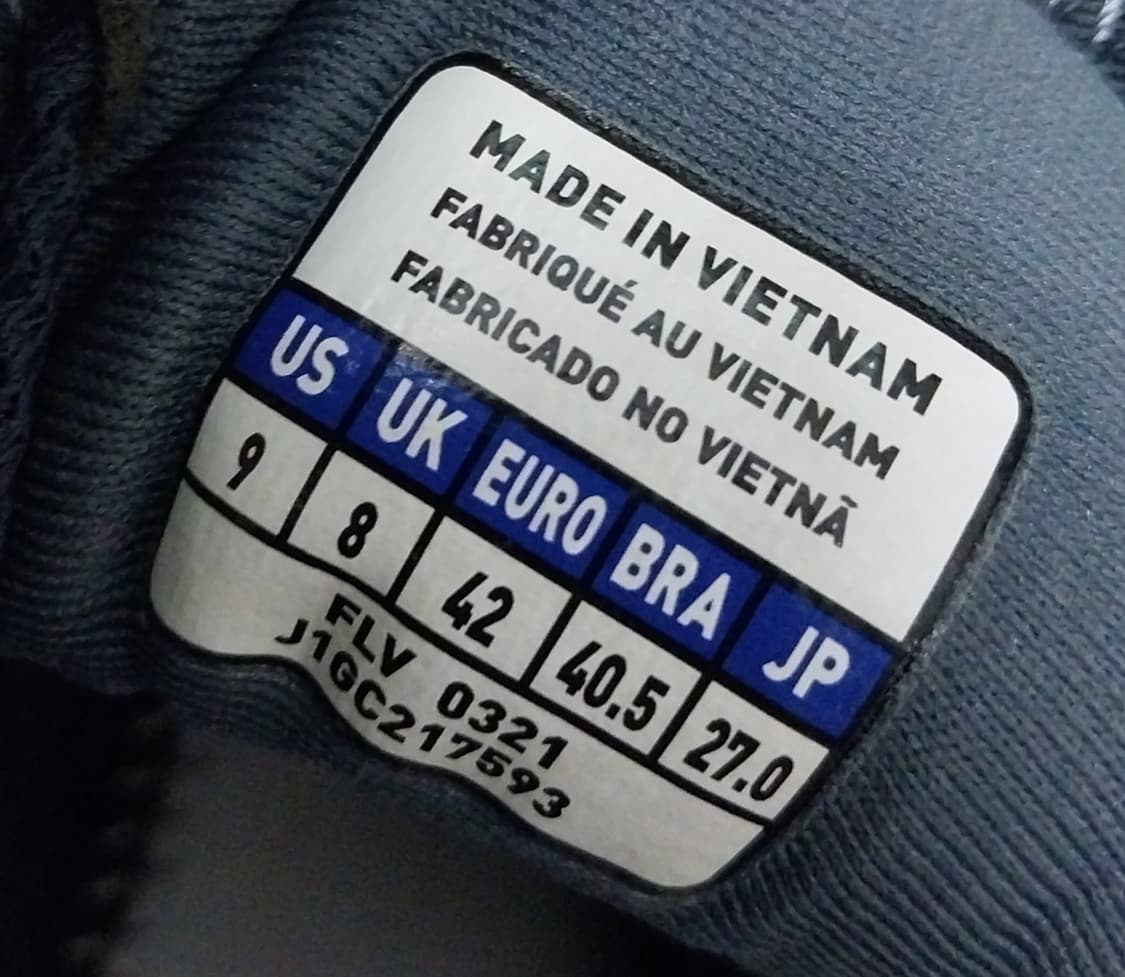 MADE IN VIETNAM
FABRIQUÉ AU VIETNAM
FABRICADO NO VIETNÃ
US UK EURO BRA JP
9 8 42 40.5 27.0
FLV 0321
J1GC217593